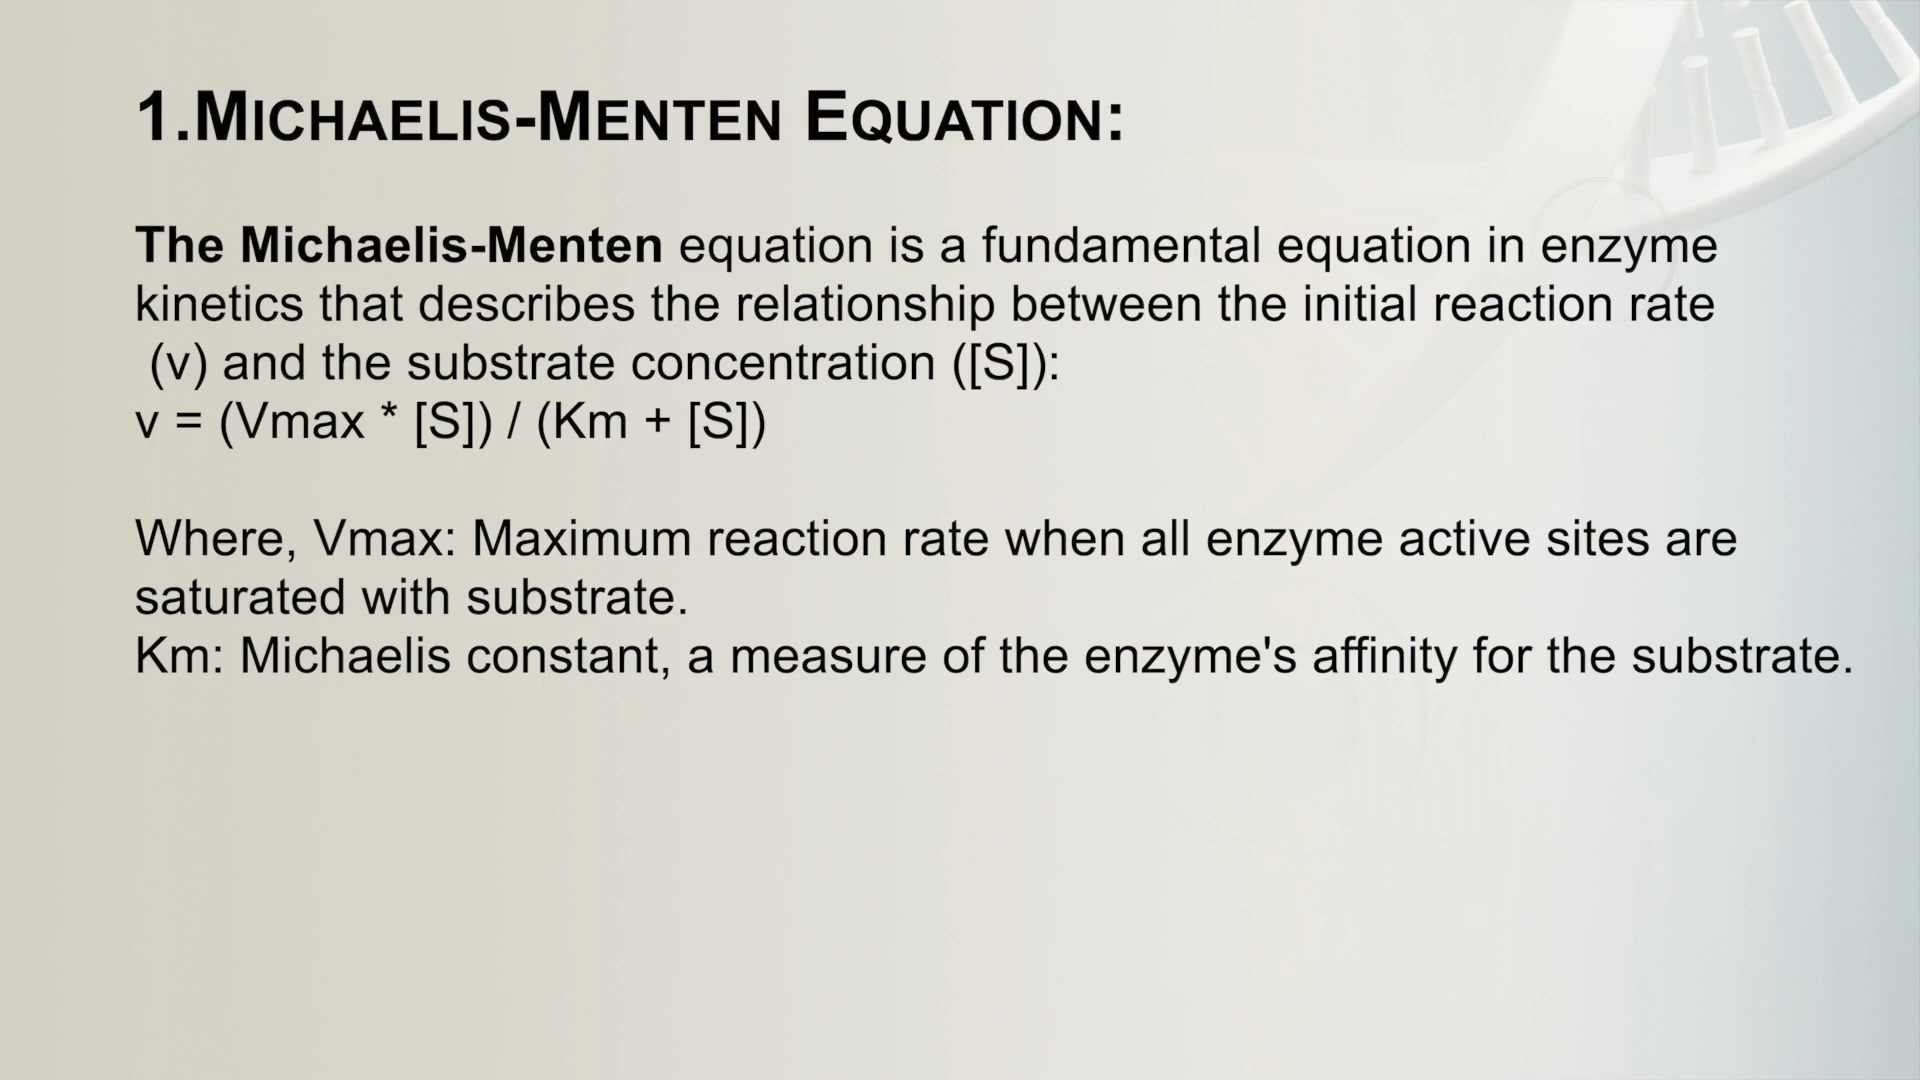 1.Michaelis-Menten Equation:
The Michaelis-Menten equation is a fundamental equation in enzyme
kinetics that describes the relationship between the initial reaction rate
(v) and the substrate concentration ([S]):
v = (Vmax * [S]) / (Km + [S])
Where, Vmax: Maximum reaction rate when all enzyme active sites are
saturated with substrate.
Km: Michaelis constant, a measure of the enzyme's affinity for the substrate.